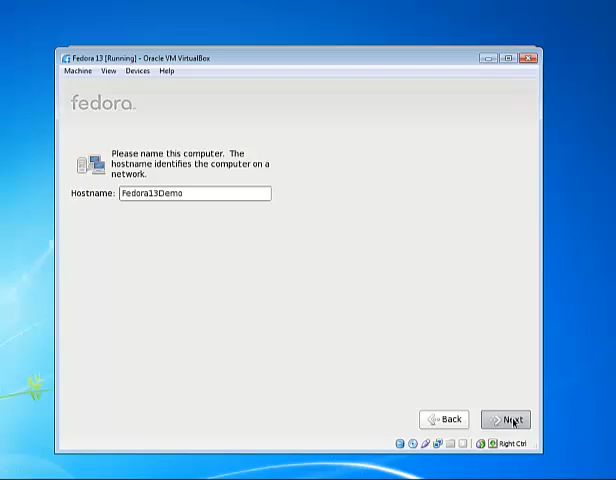 Fedora 13 [Running] - Oracle VM VirtualBox
Machine View Devices Help
fedora
Please name this computer. The
hostname identifies the computer on a
network.
Hostname: Fedora13Demo
Back Next
Right Ctrl